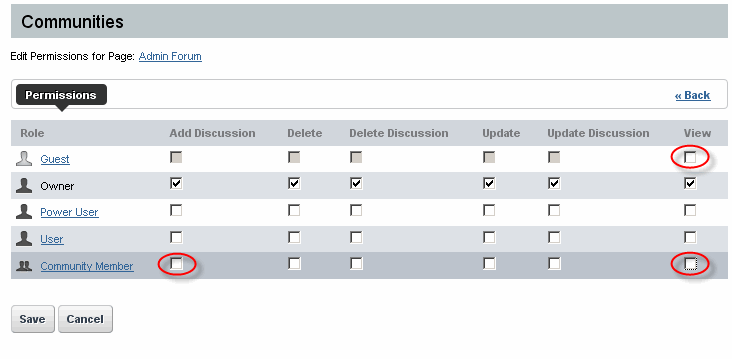 Communities
Edit Permissions for Page: Admin Forum
Permissions
« Back
Role Add Discussion Delete Delete Discussion Update Update Discussion View
Guest
Owner
Power User
User
Community Member
Save Cancel